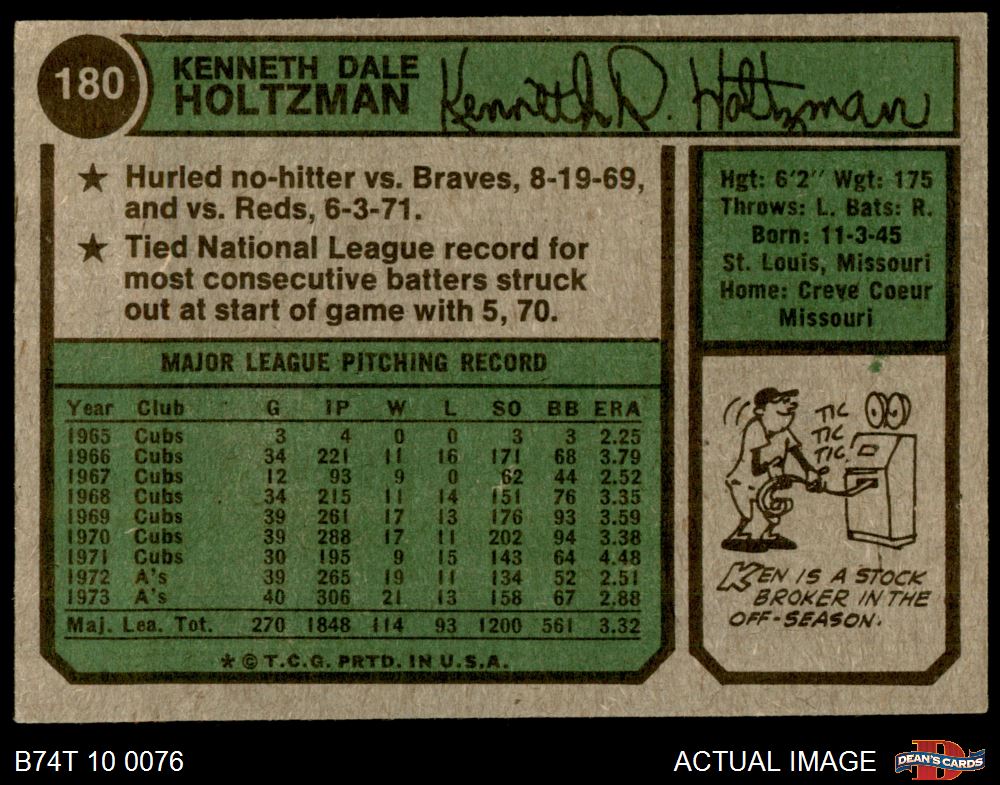 180
KENNETH DALE
HOLTZMAN
Kenneth D. Holtzman
★ Hurled no-hitter vs. Braves, 8-19-69,
and vs. Reds, 6-3-71.
★ Tied National League record for
most consecutive batters struck
out at start of game with 5, 70.
MAJOR LEAGUE PITCHING RECORD
Year Club G IP W L SO BB ERA
1965 Cubs 3 4 0 0 3 3 2.25
1966 Cubs 34 221 11 16 171 68 3.79
1967 Cubs 12 93 9 0 62 44 2.52
1968 Cubs 34 215 11 14 151 76 3.35
1969 Cubs 39 261 17 13 176 93 3.59
1970 Cubs 39 288 17 11 202 94 3.38
1971 Cubs 30 195 9 15 143 64 4.48
1972 A's 39 265 19 11 134 52 2.51
1973 A's 40 306 21 13 158 67 2.88
Maj. Lea. Tot. 270 1848 114 93 1200 561 3.32
* © T.C.G. PRTD. IN U.S.A.
Hgt: 6'2" Wgt: 175
Throws: L. Bats: R.
Born: 11-3-45
St. Louis, Missouri
Home: Creve Coeur
Missouri
TIC
TIC
TIC
KEN IS A STOCK
BROKER IN THE
OFF-SEASON.
B74T 10 0076
ACTUAL IMAGE
DEAN'S CARDS